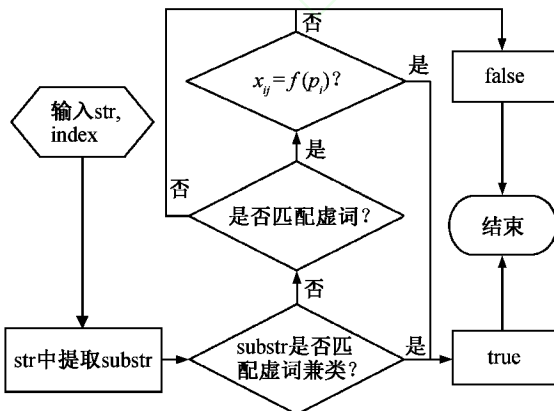 否
x_{ij}=f(p_i)?
是
false
输入str,
index
是
否
是否匹配虚词？
结束
否
str中提取substr
substr是否匹
配虚词兼类？
是
true